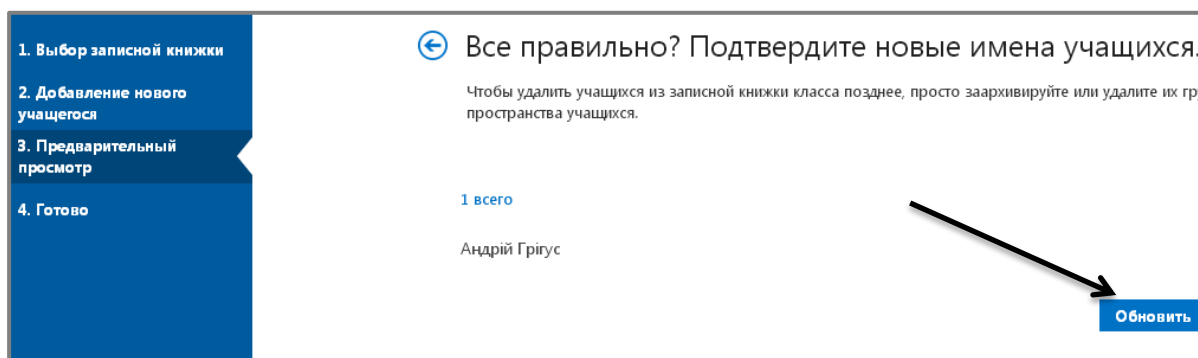 1. Выбор записной книжки
2. Добавление нового
учащегося
3. Предварительный
просмотр
4. Готово
Все правильно? Подтвердите новые имена учащихся.
Чтобы удалить учащихся из записной книжки класса позднее, просто заархивируйте или удалите их
пространства учащихся.
1 всего
Андрій Грігус
Обновить